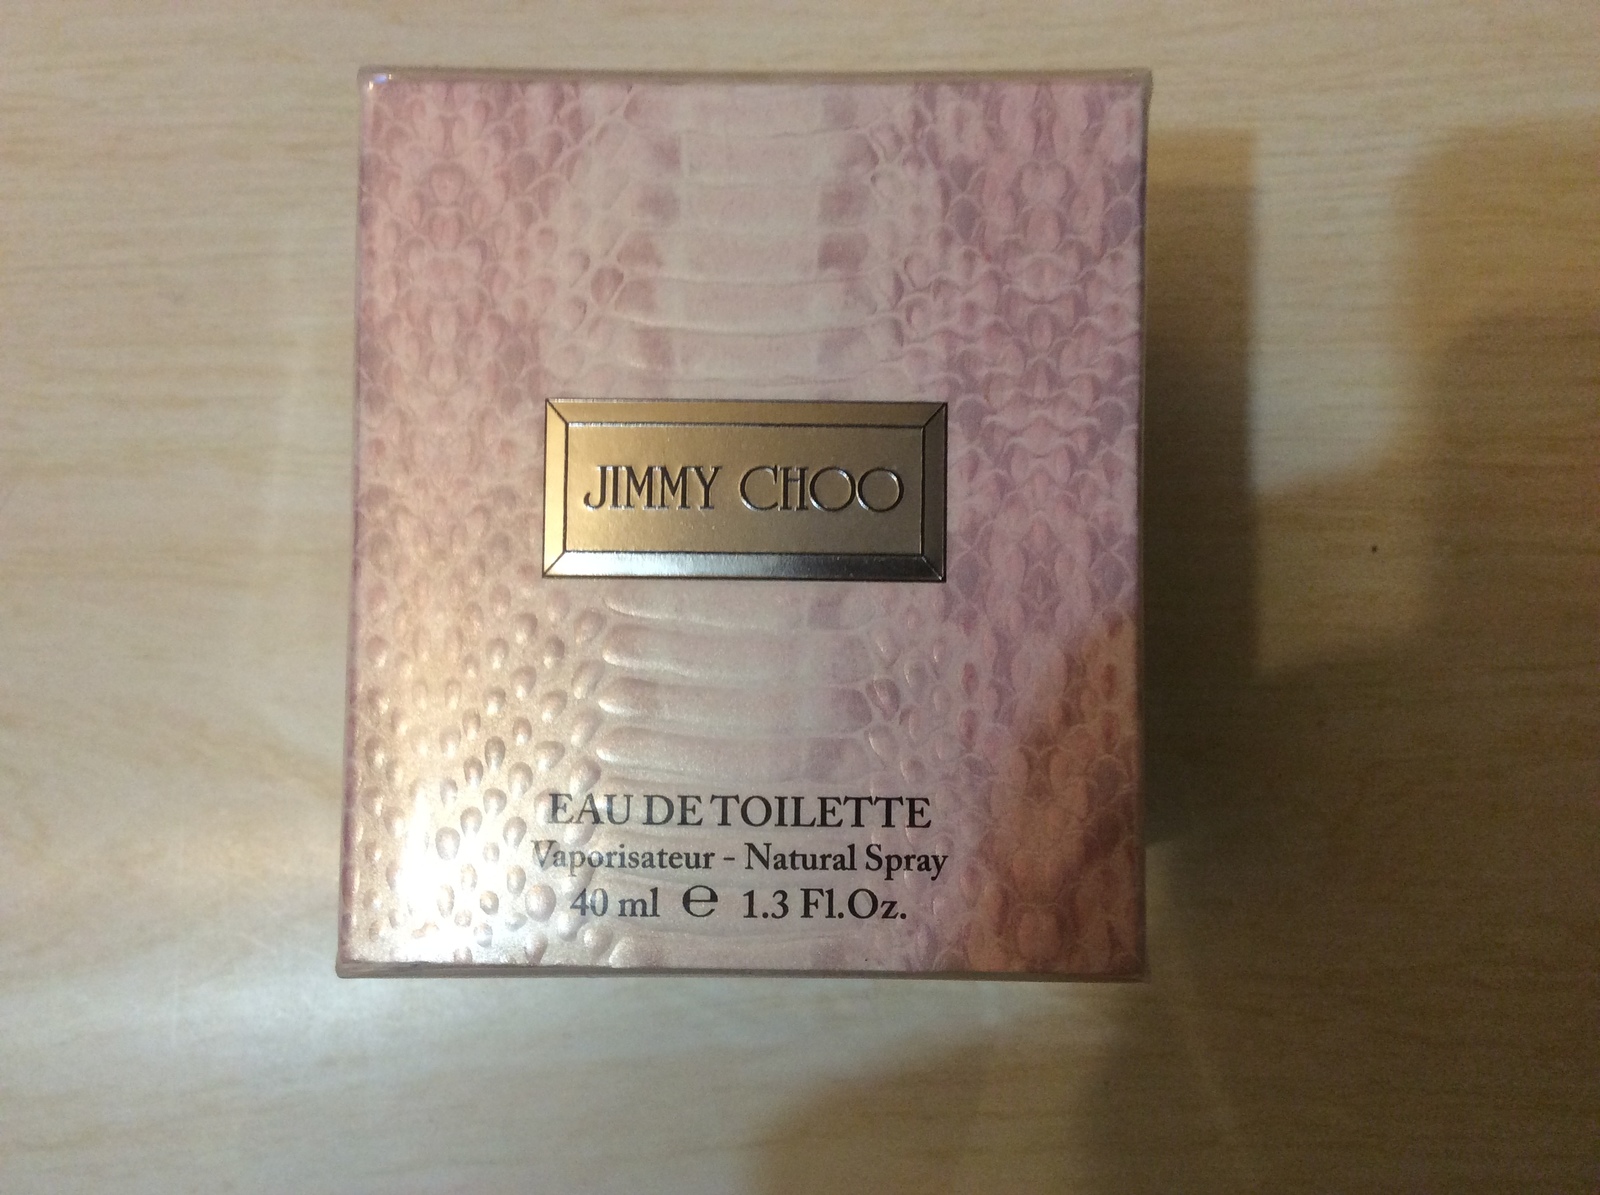 JIMMY CHOO
EAU DE TOILETTE
Vaporisateur - Natural Spray
40 ml ℮ 1.3 Fl.Oz.